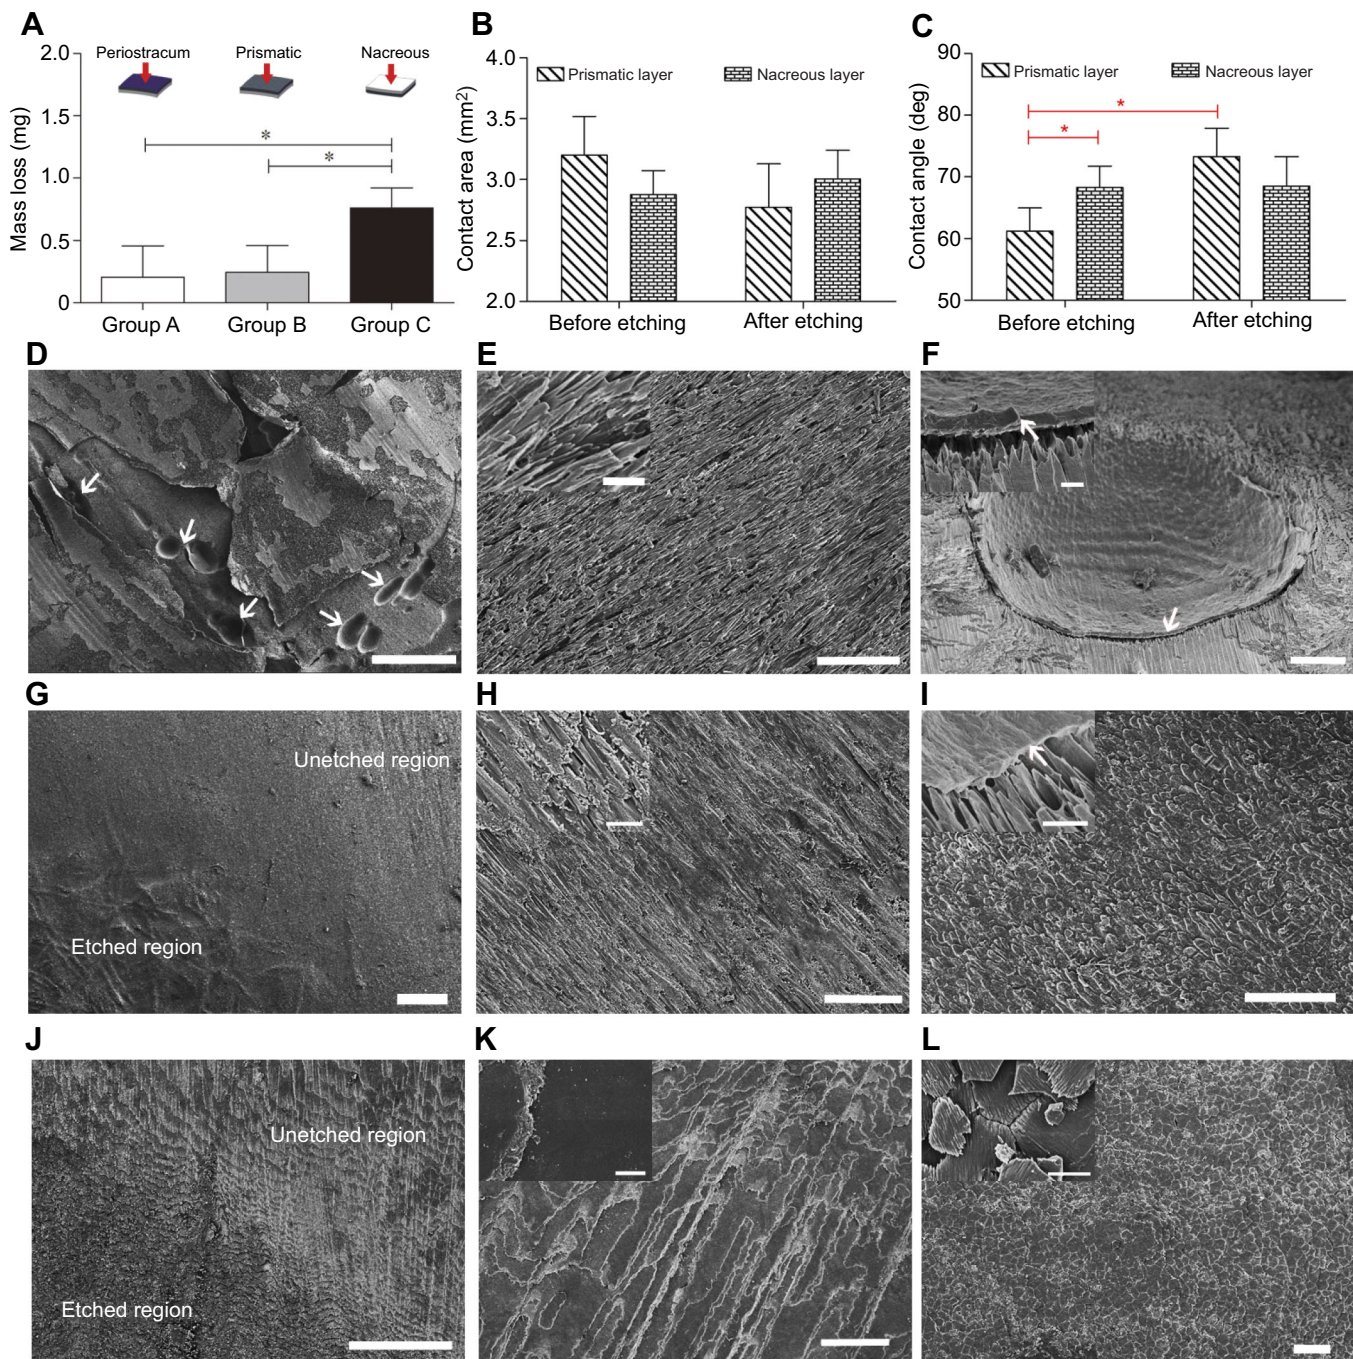 A
Mass loss (mg)
2.0
1.5
1.0
0.5
0
Periostracum
Prismatic
Nacreous
*
*
Group A
Group B
Group C
B
Contact area (mm²)
4.0
3.5
3.0
2.5
2.0
Prismatic layer
Nacreous layer
Before etching
After etching
C
Contact angle (deg)
90
80
70
60
50
Prismatic layer
Nacreous layer
*
*
Before etching
After etching
D
E
F
G
Unetched region
Etched region
H
I
J
Unetched region
Etched region
K
L